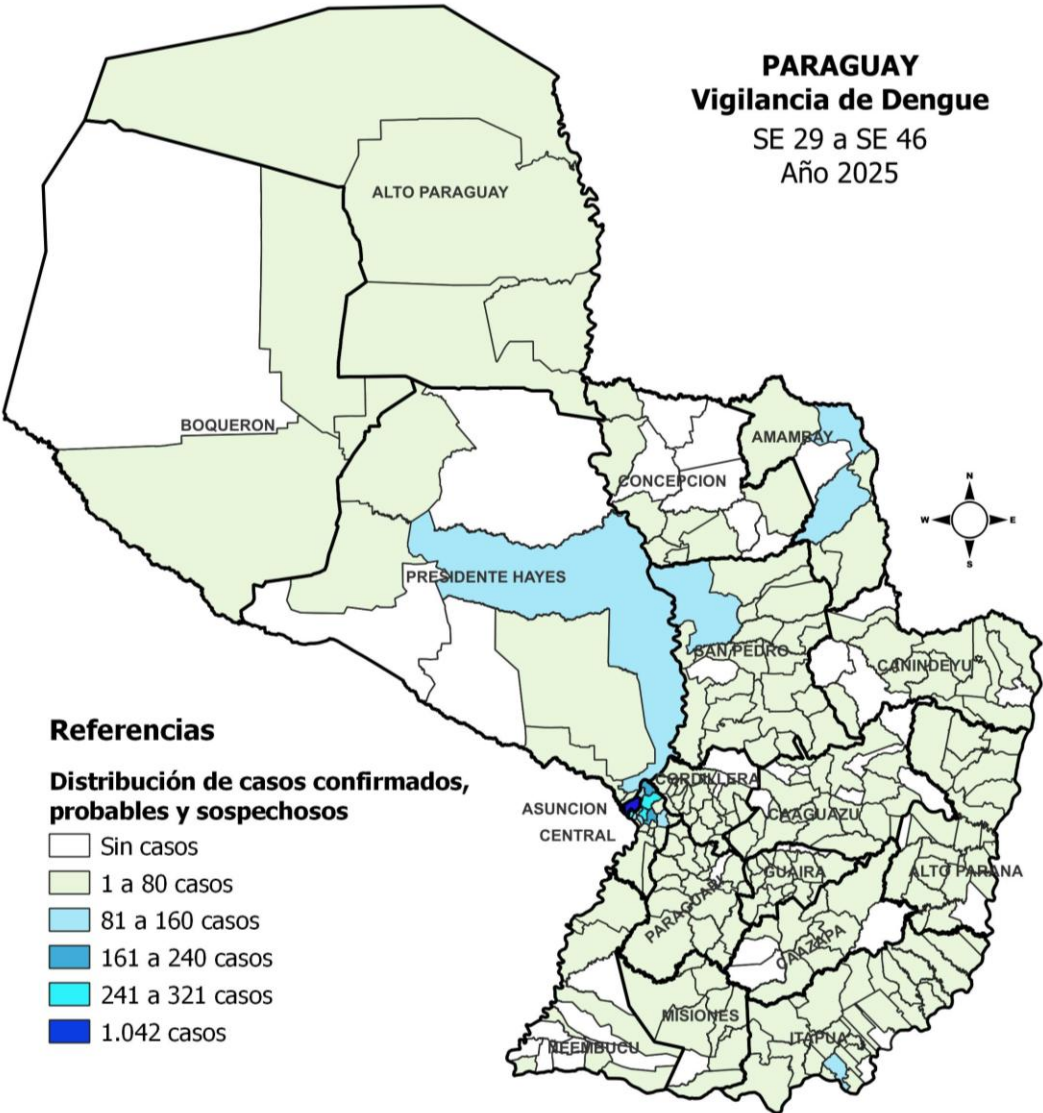 PARAGUAY
Vigilancia de Dengue
SE 29 a SE 46
Año 2025
ALTO PARAGUAY
BOQUERON
AMAMBAY
CONCEPCION
N
W
E
S
PRESIDENTE HAYES
SAN PEDRO
CANINDEYU
Referencias
Distribución de casos confirmados,
probables y sospechosos
Sin casos
1 a 80 casos
81 a 160 casos
161 a 240 casos
241 a 321 casos
1.042 casos
CORDILLERA
ASUNCION
CENTRAL
CAAGUAZU
GUAIRA
ALTO PARANA
PARAGUARI
CAAZAPA
MISIONES
ITAPUA
ÑEEMBUCU